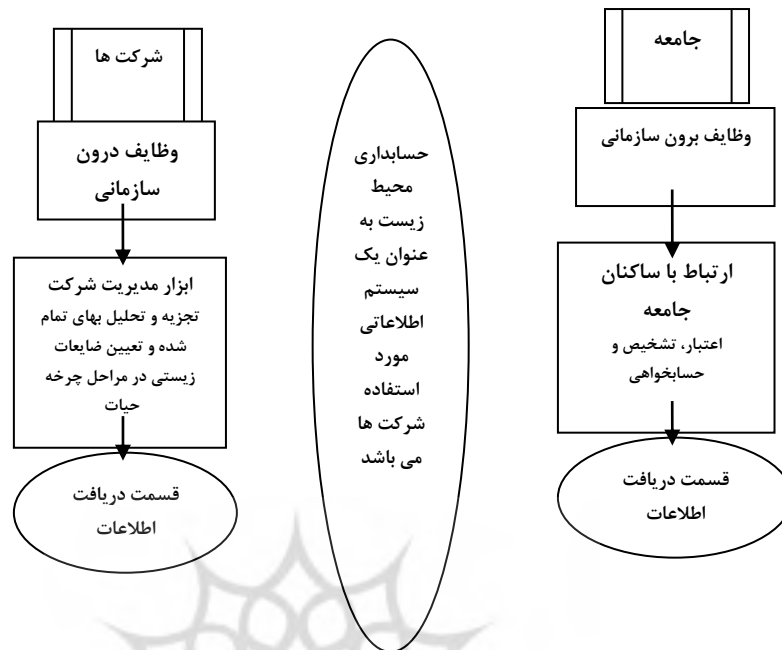 جامعه
وظایف برون سازمانی
ارتباط با ساکنان
جامعه
اعتبار، تشخیص و
حسابخواهی
قسمت دریافت
اطلاعات
حسابداری
محیط
زیست به
عنوان یک
سیستم
اطلاعاتی
مورد
استفاده
شرکت ها
می باشد
شرکت ها
وظایف درون
سازمانی
ابزار مدیریت شرکت
تجزیه و تحلیل بهای تمام
شده و تعیین ضایعات
زیستی در مراحل چرخه
حیات
قسمت دریافت
اطلاعات